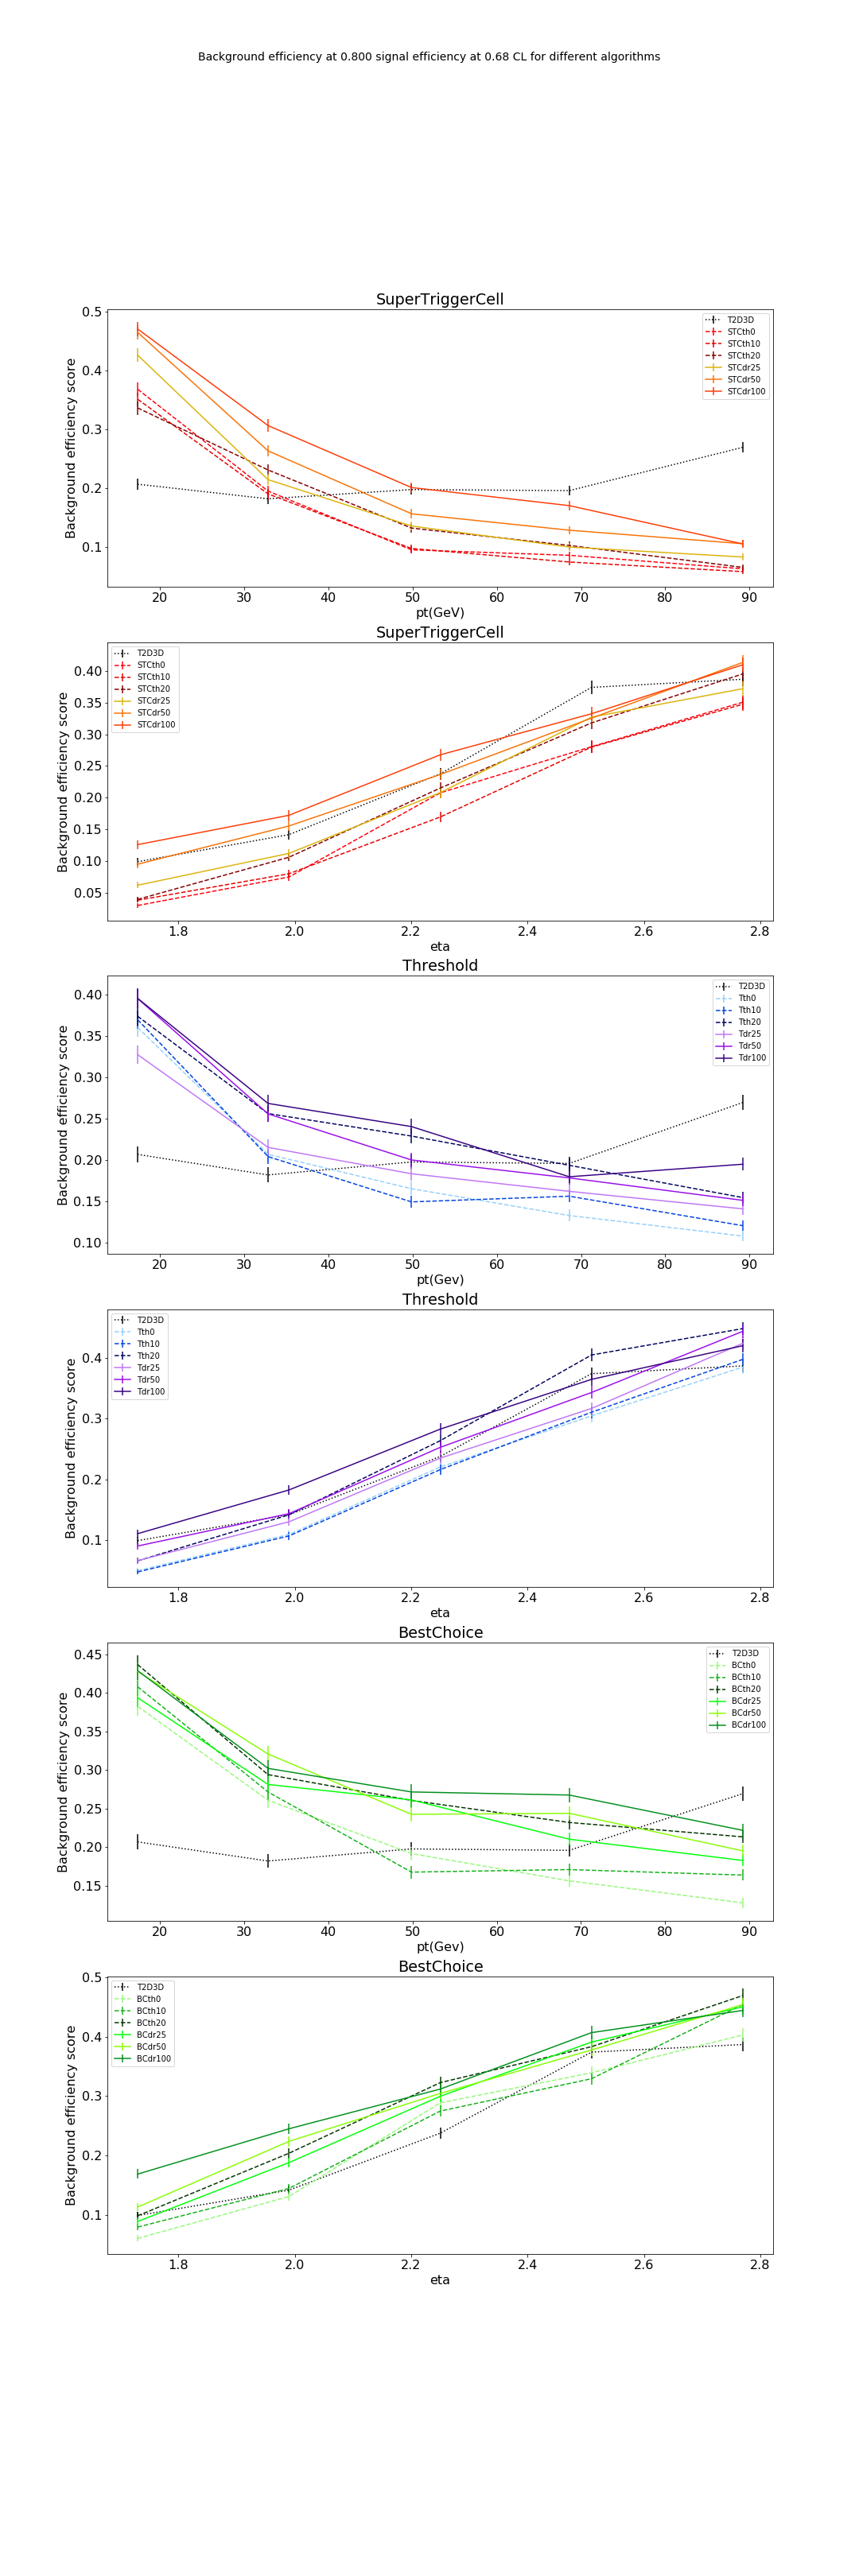 Background efficiency at 0.800 signal efficiency at 0.68 CL for different algorithms
SuperTriggerCell
Background efficiency score
0.5
0.4
0.3
0.2
0.1
20 30 40 50 60 70 80 90
pt(GeV)
T2D3D
STCth0
STCth10
STCth20
STCdr25
STCdr50
STCdr100
SuperTriggerCell
Background efficiency score
0.40
0.35
0.30
0.25
0.20
0.15
0.10
0.05
1.8 2.0 2.2 2.4 2.6 2.8
eta
T2D3D
STCth0
STCth10
STCth20
STCdr25
STCdr50
STCdr100
Threshold
Background efficiency score
0.40
0.35
0.30
0.25
0.20
0.15
0.10
20 30 40 50 60 70 80 90
pt(Gev)
T2D3D
Tth0
Tth10
Tth20
Tdr25
Tdr50
Tdr100
Threshold
Background efficiency score
0.4
0.3
0.2
0.1
1.8 2.0 2.2 2.4 2.6 2.8
eta
T2D3D
Tth0
Tth10
Tth20
Tdr25
Tdr50
Tdr100
BestChoice
Background efficiency score
0.45
0.40
0.35
0.30
0.25
0.20
0.15
20 30 40 50 60 70 80 90
pt(Gev)
T2D3D
BCth0
BCth10
BCth20
BCdr25
BCdr50
BCdr100
BestChoice
Background efficiency score
0.5
0.4
0.3
0.2
0.1
1.8 2.0 2.2 2.4 2.6 2.8
eta
T2D3D
BCth0
BCth10
BCth20
BCdr25
BCdr50
BCdr100